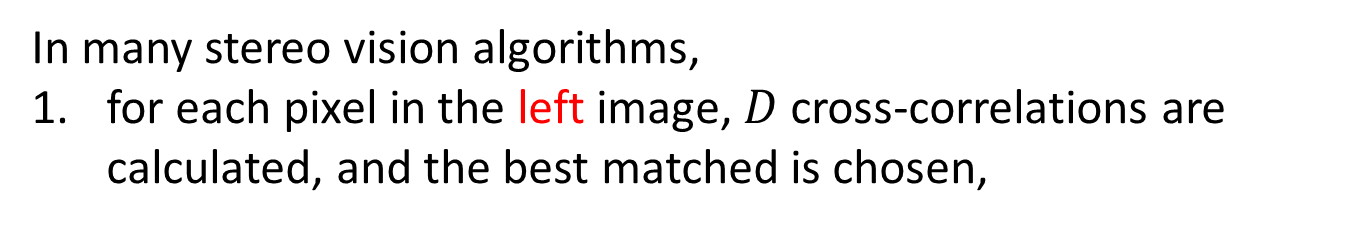 In many stereo vision algorithms,
1. for each pixel in the left image, D cross-correlations are
calculated, and the best matched is chosen,